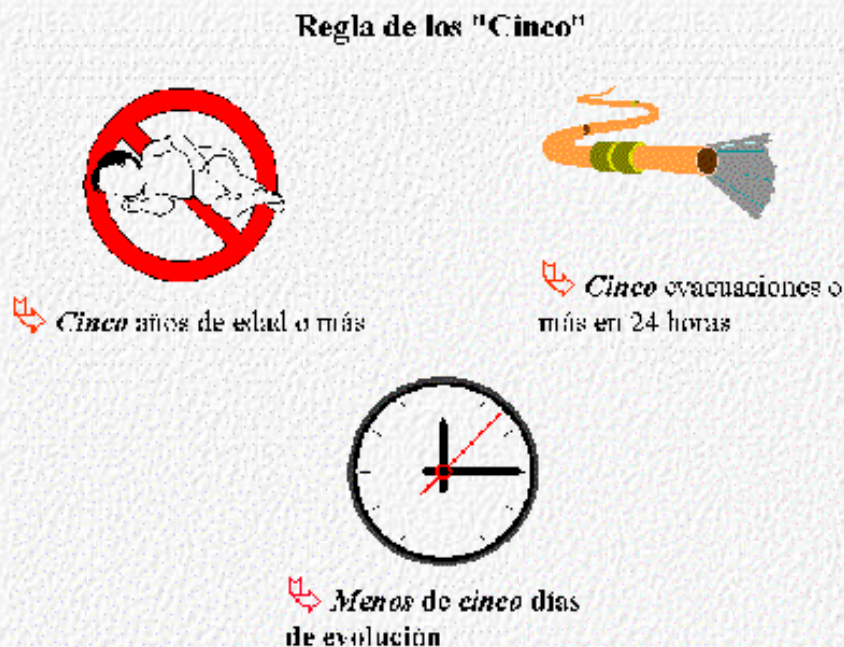 Regla de los "Cinco"
Cinco años de edad o más
Cinco evacuaciones o
más en 24 horas
Menos de cinco días
de evolución